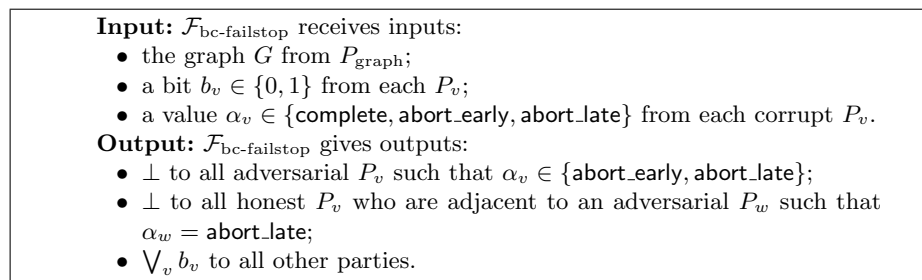 Input: F_bc-failstop receives inputs:
• the graph G from P_graph;
• a bit b_v ∈ {0, 1} from each P_v;
• a value α_v ∈ {complete, abort_early, abort_late} from each corrupt P_v.
Output: F_bc-failstop gives outputs:
• ⊥ to all adversarial P_v such that α_v ∈ {abort_early, abort_late};
• ⊥ to all honest P_v who are adjacent to an adversarial P_w such that
α_w = abort_late;
• ⋁_v b_v to all other parties.